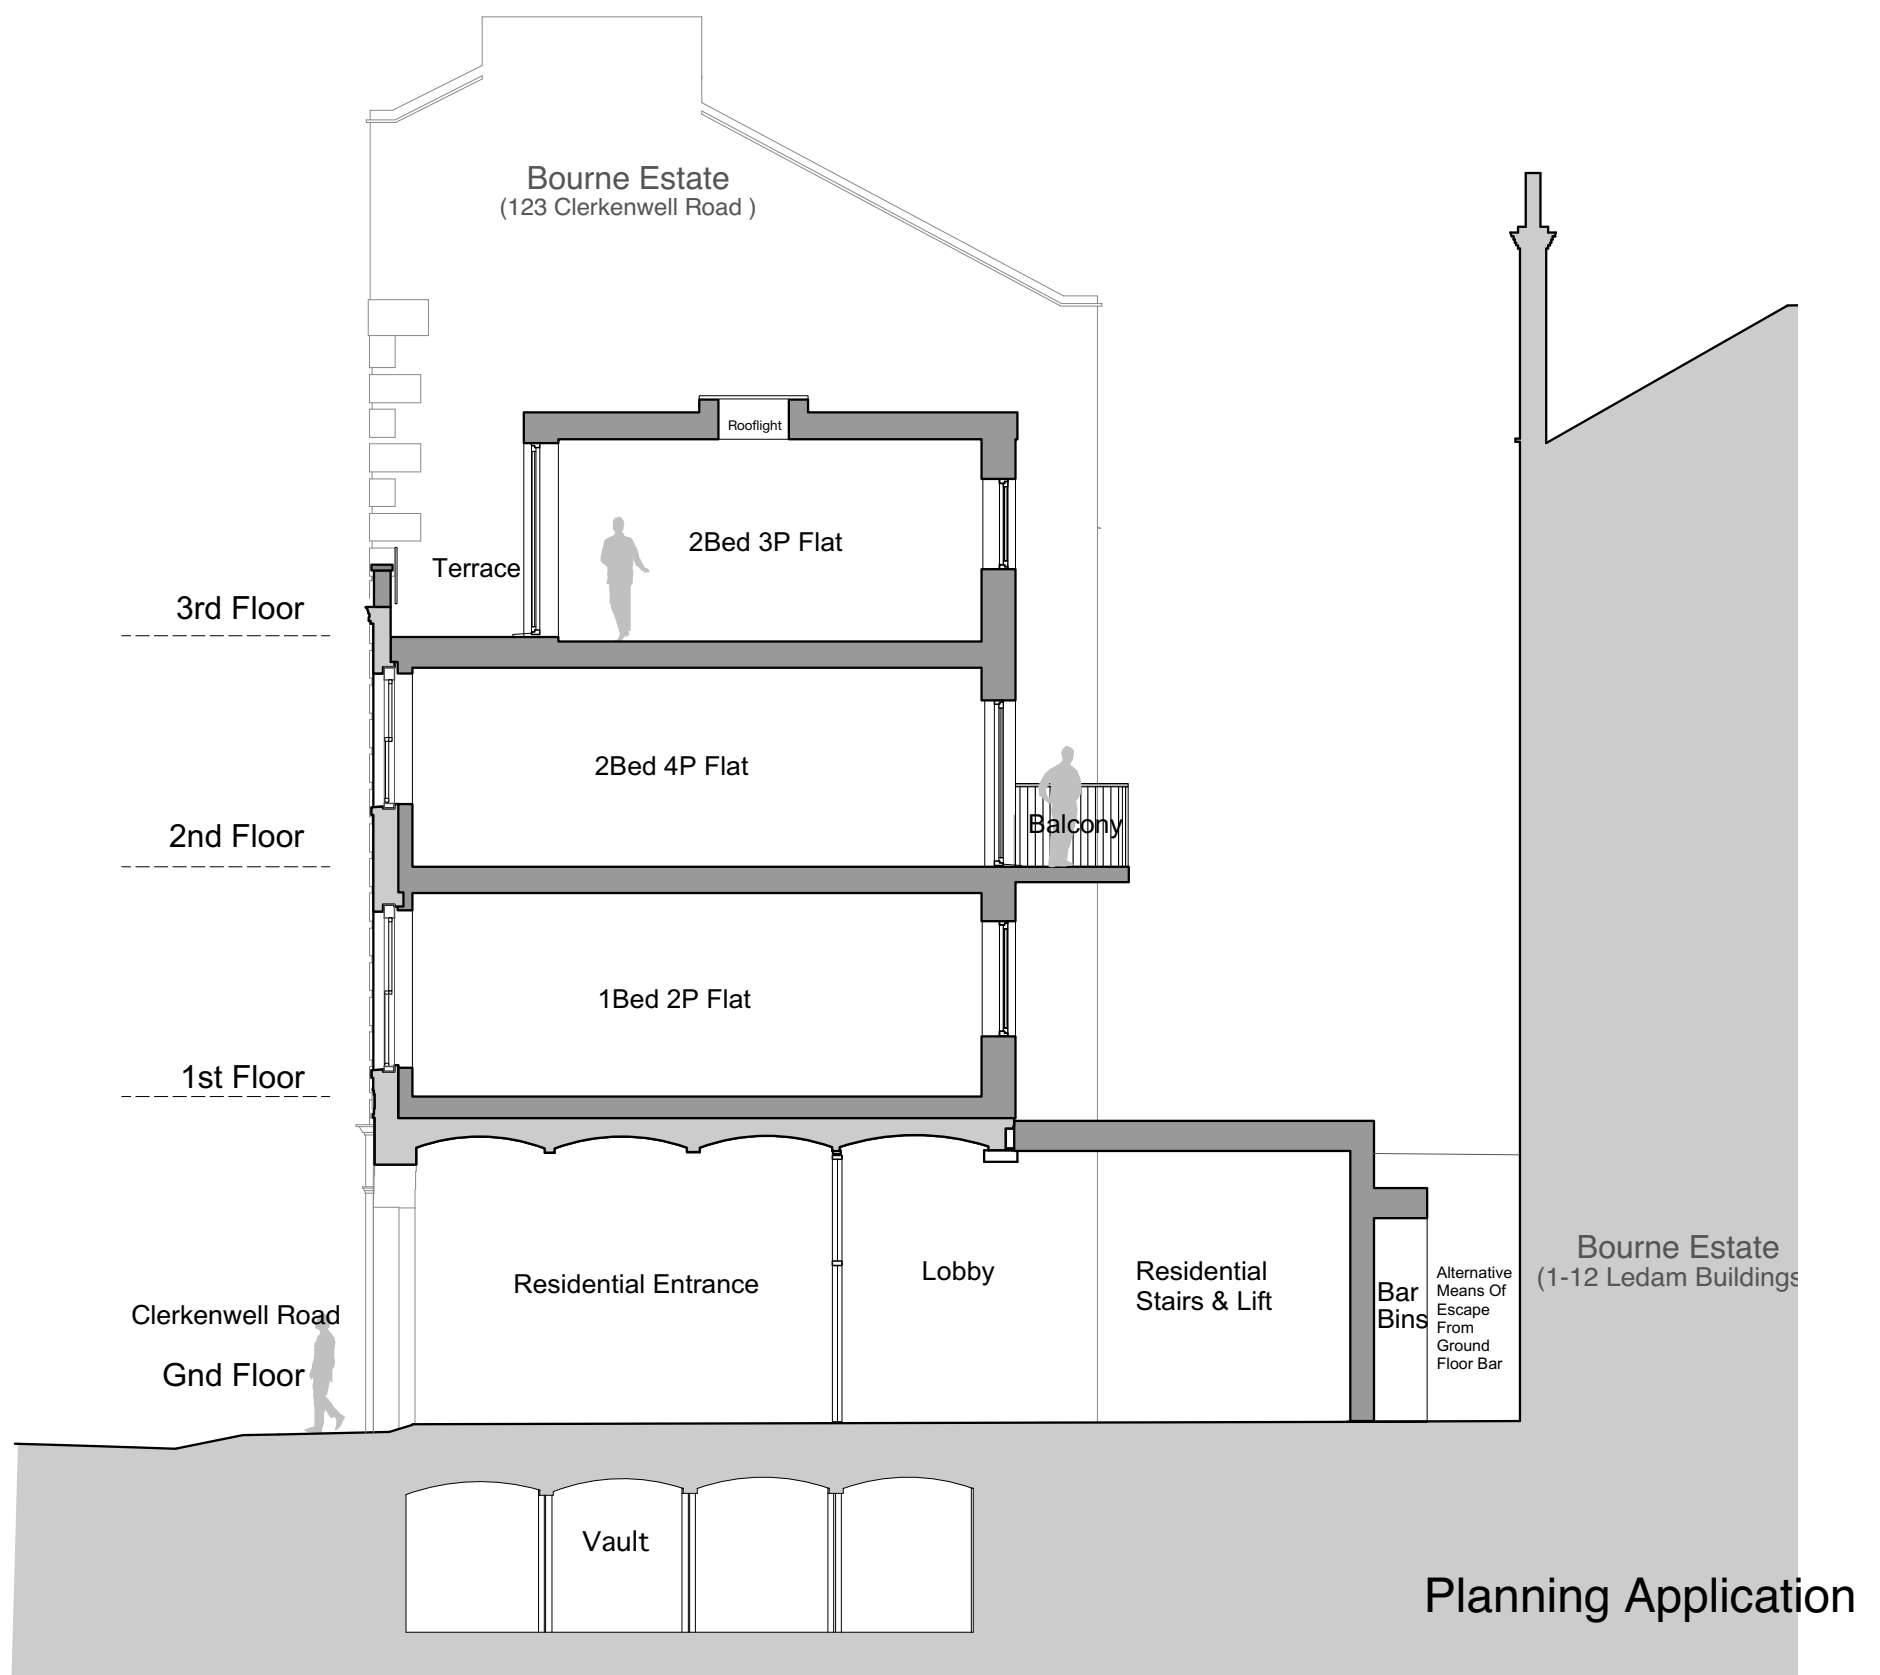 Bourne Estate
(123 Clerkenwell Road )
Rooflight
2Bed 3P Flat
Terrace
3rd Floor
2Bed 4P Flat
Balcony
2nd Floor
1Bed 2P Flat
1st Floor
Residential Entrance
Lobby
Residential
Stairs & Lift
Bar
Bins
Alternative
Means Of
Escape
From
Ground
Floor Bar
Bourne Estate
(1-12 Ledam Buildings
Clerkenwell Road
Gnd Floor
Vault
Planning Application